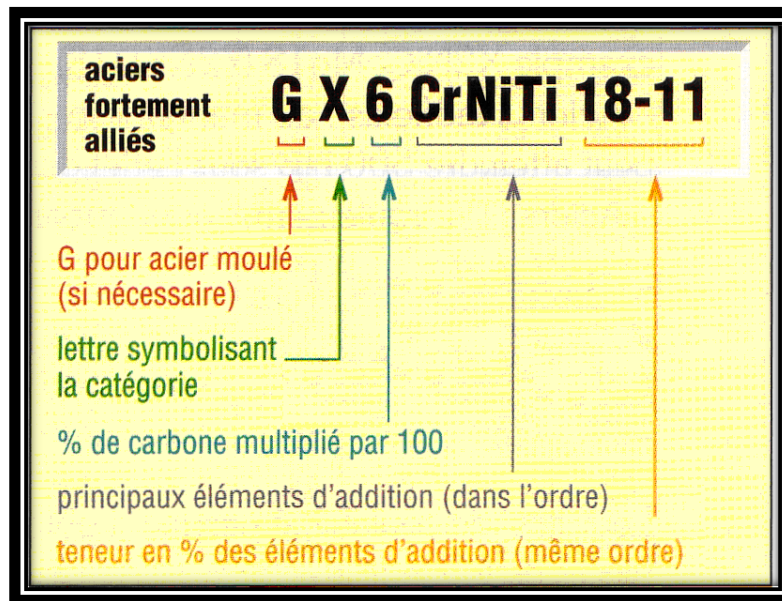 aciers
fortement
alliés
G X 6 CrNiTi 18-11
G pour acier moulé
(si nécessaire)
lettre symbolisant
la catégorie
% de carbone multiplié par 100
principaux éléments d'addition (dans l'ordre)
teneur en % des éléments d'addition (même ordre)